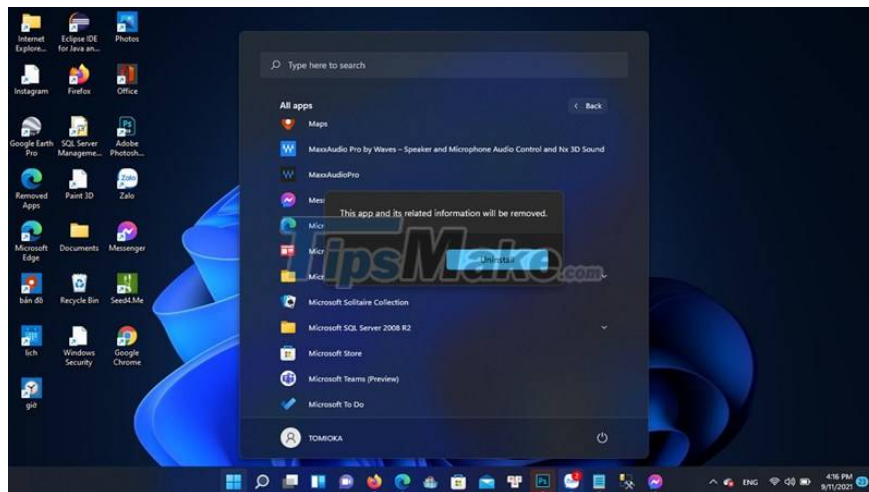 Internet
Explore...
Eclipse IDE
for Java an...
Photos
Instagram
Firefox
Office
Google Earth
Pro
SQL Server
Manageme...
Adobe
Photosh...
Removed
Apps
Paint 3D
Zalo
Microsoft
Edge
Documents
Messenger
bản đồ
Recycle Bin
Seed4.Me
lịch
Windows
Security
Google
Chrome
giờ
Type here to search
All apps
< Back
Maps
MaxxAudio Pro by Waves – Speaker and Microphone Audio Control and Nx 3D Sound
MaxxAudioPro
Mes
This app and its related information will be removed.
Micr
Micr
Uninstall
TipsMake.com
Micr
Microsoft Solitaire Collection
Microsoft SQL Server 2008 R2
Microsoft Store
Microsoft Teams (Preview)
Microsoft To Do
TOMIOKA
ENG
4:16 PM
9/11/2021
23